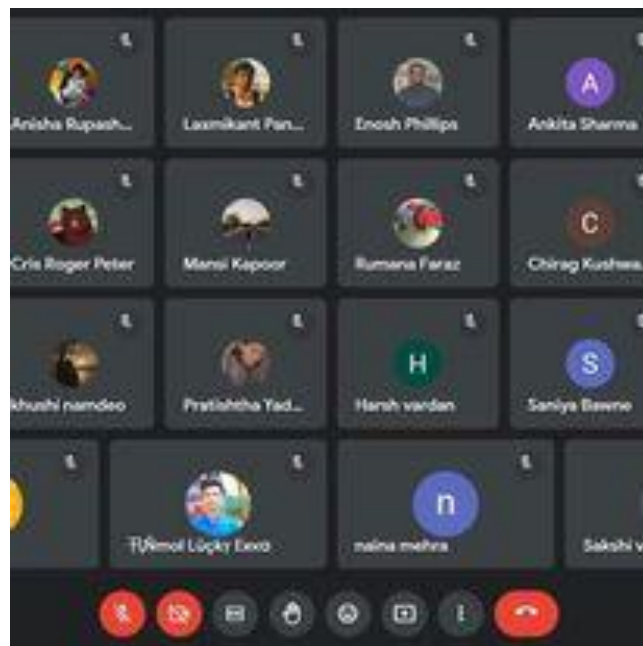 Anisha Rupash...
Laxmikant Pan...
Enosh Phillips
A
Ankita Sharma
Cris Roger Peter
Mansi Kapoor
Rumana Faraz
C
Chirag Kushwa
khushi namdeo
Pratishtha Yad...
H
Harsh vardan
S
Saniya Bawne
Lucky
n
naina mehra
Sakshi v